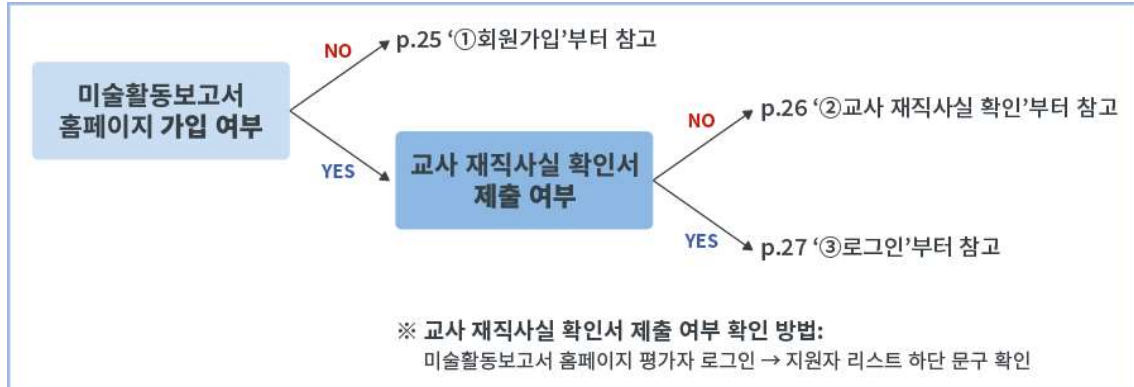 NO
p.25 ‘①회원가입’부터 참고
미술활동보고서
홈페이지 가입 여부
YES
교사 재직사실 확인서
제출 여부
NO
p.26 ‘②교사 재직사실 확인’부터 참고
YES
p.27 ‘③로그인’부터 참고
※ 교사 재직사실 확인서 제출 여부 확인 방법:
미술활동보고서 홈페이지 평가자 로그인 → 지원자 리스트 하단 문구 확인